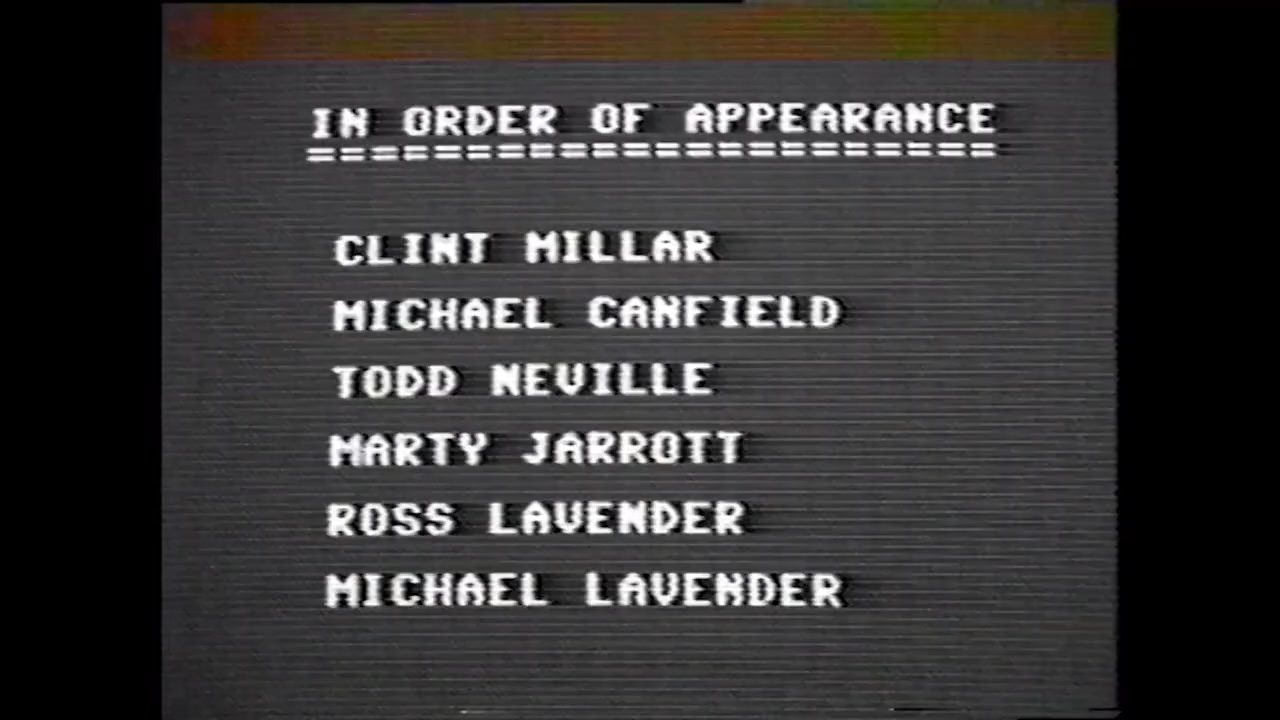 IN ORDER OF APPEARANCE
======================
CLINT MILLAR
MICHAEL CANFIELD
TODD NEVILLE
MARTY JARROTT
ROSS LAVENDER
MICHAEL LAVENDER